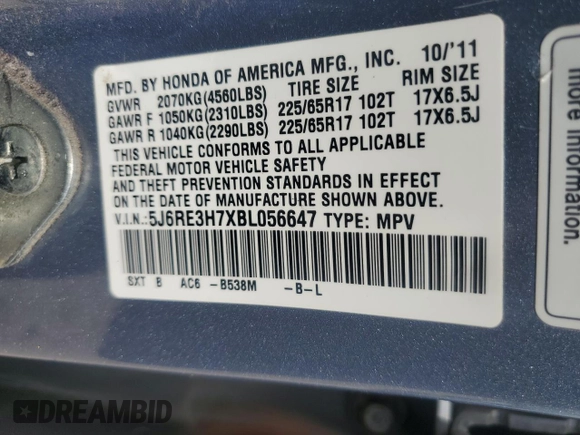 MFD. BY HONDA OF AMERICA MFG., INC. 10/'11
GVWR 2070KG(4560LBS) TIRE SIZE RIM SIZE
GAWR F 1050KG(2310LBS) 225/65R17 102T 17X6.5J
GAWR R 1040KG(2290LBS) 225/65R17 102T 17X6.5J
THIS VEHICLE CONFORMS TO ALL APPLICABLE
FEDERAL MOTOR VEHICLE SAFETY
AND THEFT PREVENTION STANDARDS IN EFFECT
ON THE DATE OF MANUFACTURE SHOWN ABOVE.
V.I.N.: 5J6RE3H7XBL056647 TYPE: MPV
SXT B AC6 -B538M -B-L
DREAMBID